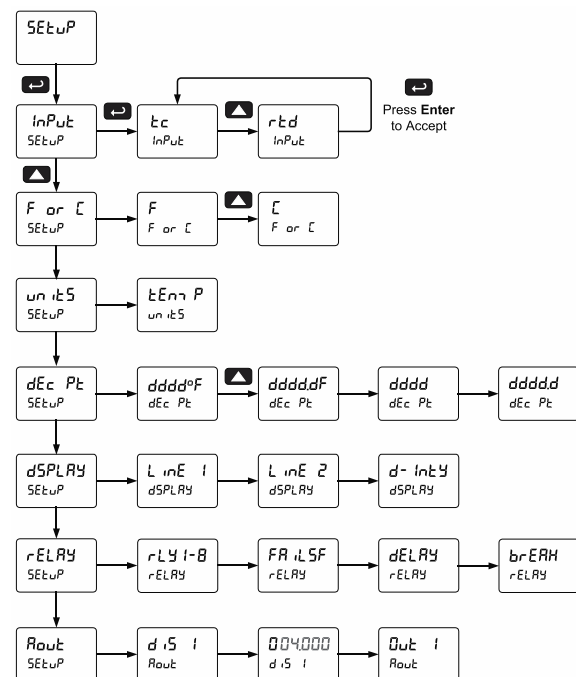 SEtuP
InPut
SEtuP
tc
InPut
rtd
InPut
Press Enter
to Accept
F or C
SEtuP
F
F or C
C
F or C
unitS
SEtuP
tEmP
unitS
dEc Pt
SEtuP
dddd°F
dEc Pt
dddd.dF
dEc Pt
dddd
dEc Pt
dddd.d
dEc Pt
dSPLAY
SEtuP
LinE 1
dSPLAY
LinE 2
dSPLAY
d-IntY
dSPLAY
rELAY
SEtuP
rLY1-8
rELAY
FAiLSF
rELAY
dELAY
rELAY
brEAK
rELAY
Aout
SEtuP
diS 1
Aout
004.000
diS 1
Out 1
Aout